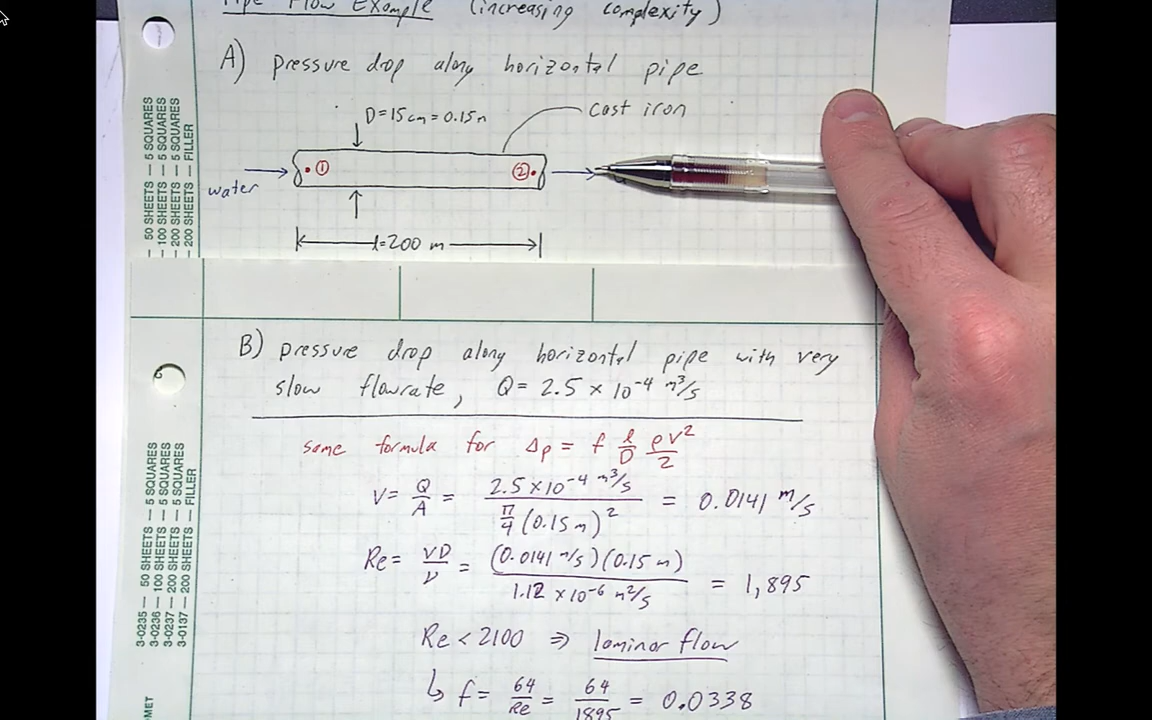 Pipe Flow Example (increasing complexity)
A) pressure drop along horizontal pipe
D=15cm=0.15m
cast iron
① ②
water
l=200 m
B) pressure drop along horizontal pipe with very
slow flowrate, Q= 2.5 × 10⁻⁴ m³/s
same formula for Δp = f l/D ρV²/2
V= Q/A = 2.5×10⁻⁴ m³/s / π/4 (0.15m)² = 0.0141 m/s
Re= VD/ν = (0.0141 m/s)(0.15 m) / 1.12 ×10⁻⁶ m²/s = 1,895
Re < 2100 ⇒ laminar flow
↳ f= 64/Re = 64/1895 = 0.0338
50 SHEETS — 5 SQUARES
100 SHEETS — 5 SQUARES
200 SHEETS — 5 SQUARES
200 SHEETS — FILLER
3-0235 — 50 SHEETS — 5 SQUARES
3-0236 — 100 SHEETS — 5 SQUARES
3-0237 — 200 SHEETS — 5 SQUARES
3-0137 — 200 SHEETS — FILLER